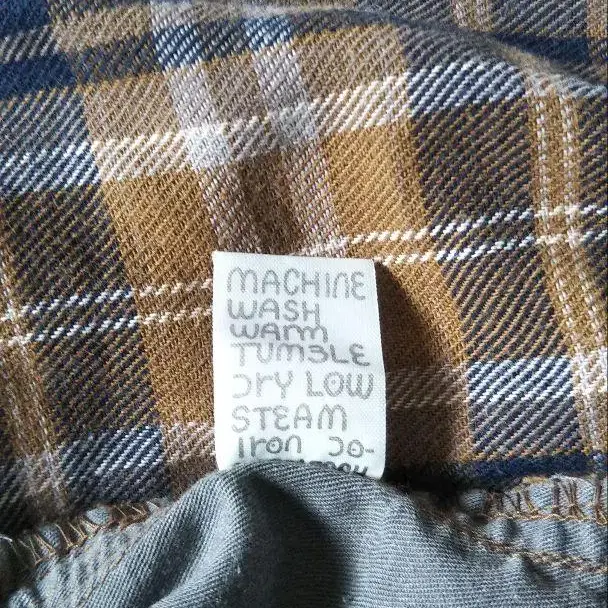 MACHINE
WASH
warm
TUMBLE
Dry LOW
STEAM
Iron Do-